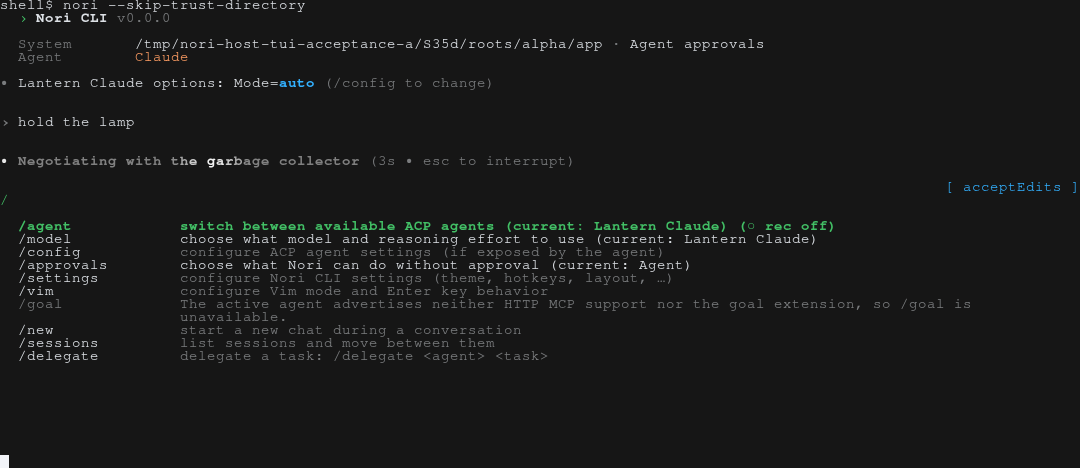 shell$ nori --skip-trust-directory
› Nori CLI v0.0.0
System /tmp/nori-host-tui-acceptance-a/S35d/roots/alpha/app · Agent approvals
Agent Claude
• Lantern Claude options: Mode=auto (/config to change)
› hold the lamp
• Negotiating with the garbage collector (3s • esc to interrupt)
[ acceptEdits ]
/
/agent switch between available ACP agents (current: Lantern Claude) (○ rec off)
/model choose what model and reasoning effort to use (current: Lantern Claude)
/config configure ACP agent settings (if exposed by the agent)
/approvals choose what Nori can do without approval (current: Agent)
/settings configure Nori CLI settings (theme, hotkeys, layout, …)
/vim configure Vim mode and Enter key behavior
/goal The active agent advertises neither HTTP MCP support nor the goal extension, so /goal is
unavailable.
/new start a new chat during a conversation
/sessions list sessions and move between them
/delegate delegate a task: /delegate <agent> <task>